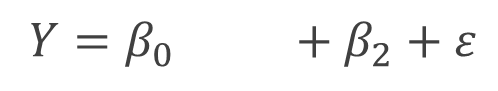 Y = β₀ + β₂ + ε